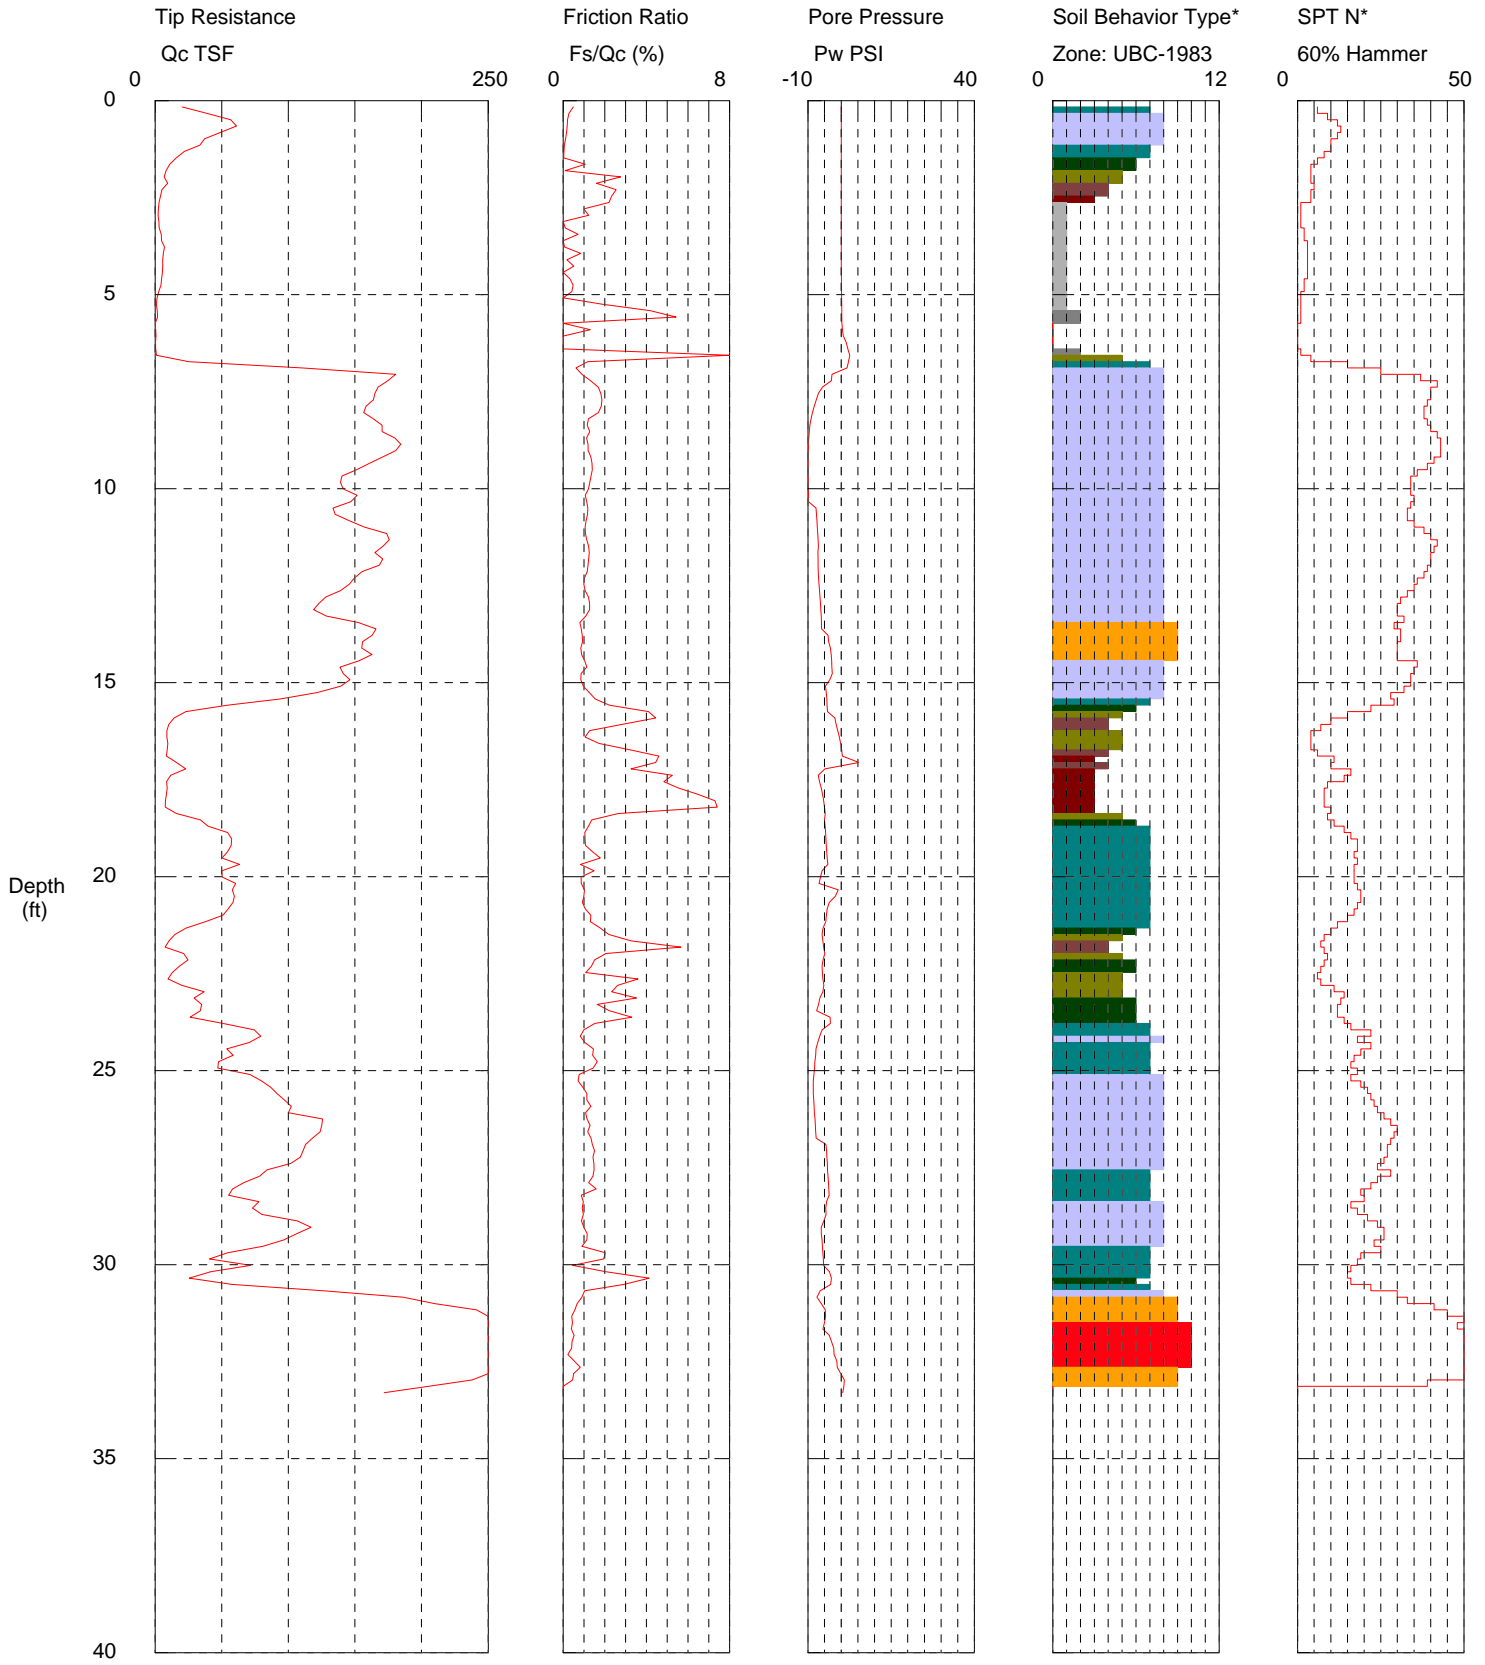 Tip Resistance Friction Ratio Pore Pressure Soil Behavior Type* SPT N*
Qc TSF Fs/Qc (%) Pw PSI Zone: UBC-1983 60% Hammer
0 250 0 8 -10 40 0 12 0 50
0
5
10
15
20
Depth
(ft)
25
30
35
40